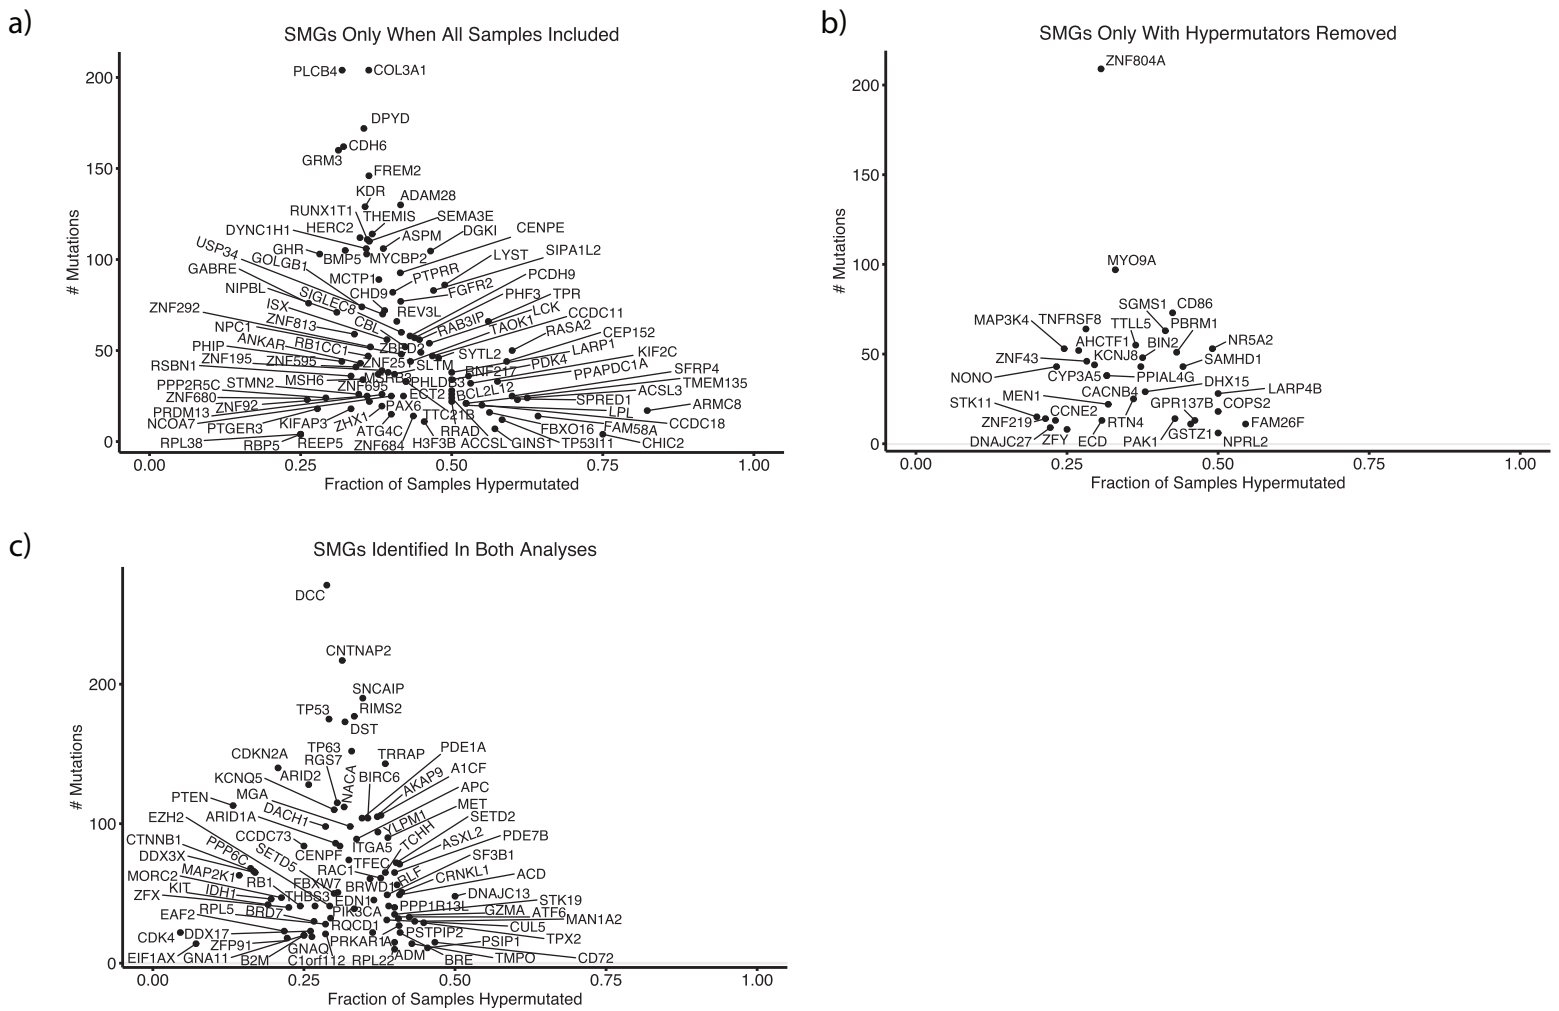 a)
SMGs Only When All Samples Included
# Mutations
200
150
100
50
0
PLCB4 COL3A1
DPYD
CDH6
GRM3
FREM2
KDR
ADAM28
RUNX1T1
THEMIS SEMA3E
DYNC1H1 HERC2 ASPM DGKI CENPE
USP34 GHR BMP5 MYCBP2 SIPA1L2
GOLGB1 LYST
GABRE MCTP1 PTPRR PCDH9
NIPBL SIGLEC8 CHD9 FGFR2 PHF3 TPR
ZNF292 ISX REV3L LCK CCDC11
ZNF813 CBL RAB3IP TAOK1
NPC1 RASA2
PHIP ANKAR RB1CC1 ZBED2 SYTL2 LARP1 CEP152
RSBN1 ZNF195 ZNF595 ZNF251 SLTM PDK4 KIF2C
MSH6 RNF217 PPAPDC1A SFRP4
PPP2R5C STMN2 ZNF695 MSRB3 PHLDB3 TMEM135
ZNF680 ECT2 BCL2L12 SPRED1 ACSL3
PRDM13 ZNF92 PAX6 LPL ARMC8
NCOA7 PTGER3 KIFAP3 ZHX1 TTC21B CCDC18
RPL38 ATG4C RRAD FBXO16 FAM58A
RBP5 REEP5 ZNF684 H3F3B ACCSL GINS1 TP53I11 CHIC2
0.00 0.25 0.50 0.75 1.00
Fraction of Samples Hypermutated
b)
SMGs Only With Hypermutators Removed
# Mutations
200
150
100
50
0
ZNF804A
MYO9A
SGMS1 CD86
MAP3K4 TNFRSF8 TTLL5 PBRM1
AHCTF1 BIN2 NR5A2
ZNF43 KCNJ8 SAMHD1
NONO CYP3A5 PPIAL4G
DHX15
MEN1 CACNB4 LARP4B
STK11 CCNE2 GPR137B COPS2
ZNF219 RTN4 FAM26F
DNAJC27 ZFY ECD PAK1 GSTZ1 NPRL2
0.00 0.25 0.50 0.75 1.00
Fraction of Samples Hypermutated
c)
SMGs Identified In Both Analyses
# Mutations
200
100
0
DCC
CNTNAP2
SNCAIP
TP53 RIMS2
DST
TP63 PDE1A
CDKN2A RGS7 TRRAP
KCNQ5 ARID2 NACA BIRC6 AKAP9 A1CF
PTEN MGA APC
EZH2 ARID1A DACH1 YLPM1 MET
SETD2
CTNNB1 CCDC73 ITGA5 TCHH ASXL2 PDE7B
DDX3X PPP6C SETD5 CENPF TFEC SF3B1
MORC2 MAP2K1 RAC1 RLF CRNKL1 ACD
KIT RB1 FBXW7 BRWD1
ZFX IDH1 THBS3 EDN1 DNAJC13
PPP1R13L STK19
EAF2 RPL5 BRD7 PIK3CA GZMA ATF6
RQCD1 MAN1A2
CUL5
CDK4 DDX17 PRKAR1A PSTPIP2 TPX2
ZFP91 GNAQ PSIP1
EIF1AX GNA11 B2M C1orf112 RPL22 ADM BRE TMPO CD72
0.00 0.25 0.50 0.75 1.00
Fraction of Samples Hypermutated